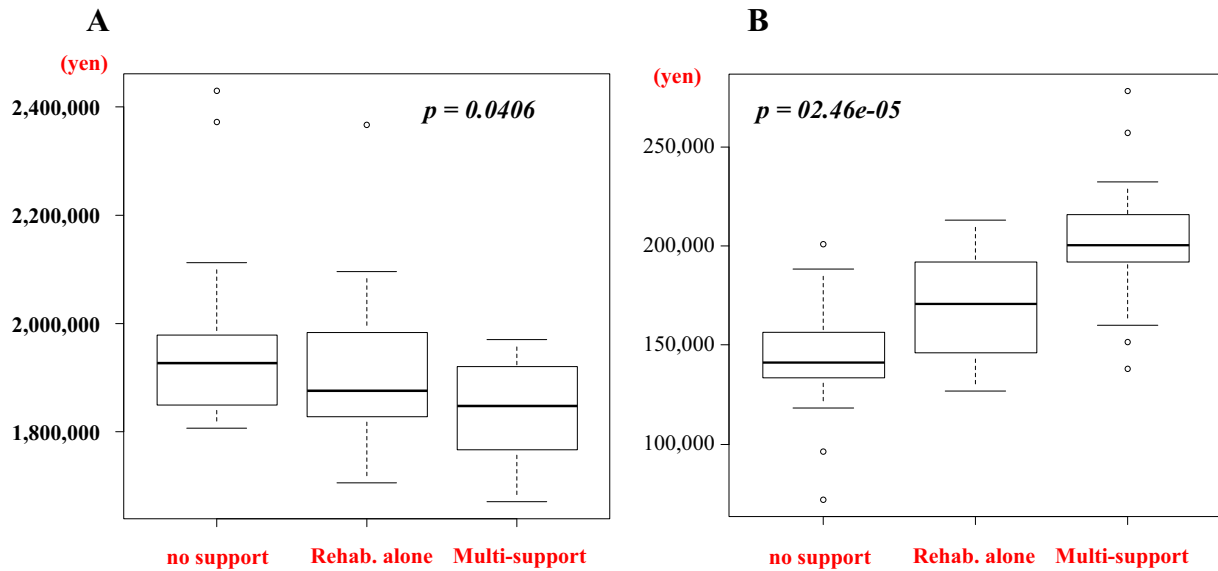 A
(yen)
2,400,000
2,200,000
2,000,000
1,800,000
p = 0.0406
no support
Rehab. alone
Multi-support
B
(yen)
250,000
200,000
150,000
100,000
p = 02.46e-05
no support
Rehab. alone
Multi-support